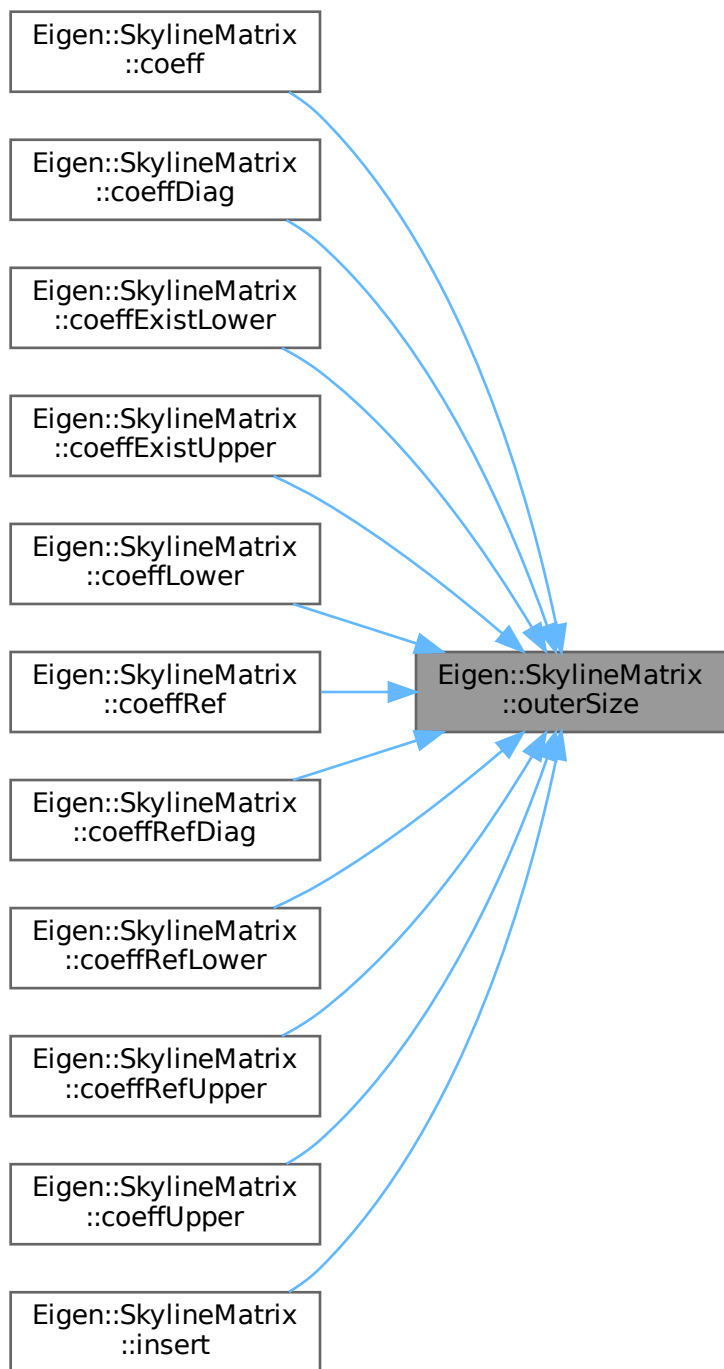 Eigen::SkylineMatrix
::coeff
Eigen::SkylineMatrix
::coeffDiag
Eigen::SkylineMatrix
::coeffExistLower
Eigen::SkylineMatrix
::coeffExistUpper
Eigen::SkylineMatrix
::coeffLower
Eigen::SkylineMatrix
::coeffRef
Eigen::SkylineMatrix
::outerSize
Eigen::SkylineMatrix
::coeffRefDiag
Eigen::SkylineMatrix
::coeffRefLower
Eigen::SkylineMatrix
::coeffRefUpper
Eigen::SkylineMatrix
::coeffUpper
Eigen::SkylineMatrix
::insert